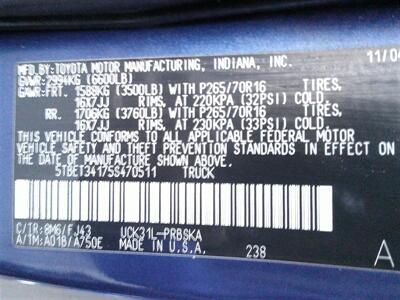 MFD.BY:TOYOTA MOTOR MANUFACTURING, INDIANA, INC. 11/04
GVWR:2994KG (6600LB)
GAWR:FRT. 1588KG (3500LB) WITH P265/70R16 TIRES,
16X7JJ RIMS, AT 220KPA (32PSI) COLD,
RR. 1706KG (3760LB) WITH P265/70R16 TIRES,
16X7JJ RIMS, AT 230KPA (33PSI) COLD.
THIS VEHICLE CONFORMS TO ALL APPLICABLE FEDERAL MOTOR
VEHICLE SAFETY STANDARDS IN EFFECT ON THE
DATE OF MANUFACTURE SHOWN ABOVE.
5TBET34175S470511 TRUCK
C/TR:8M6/FJ43 UCK31L-PRBSKA
A/TM:A01B/A750E MADE IN U.S.A. 238 A